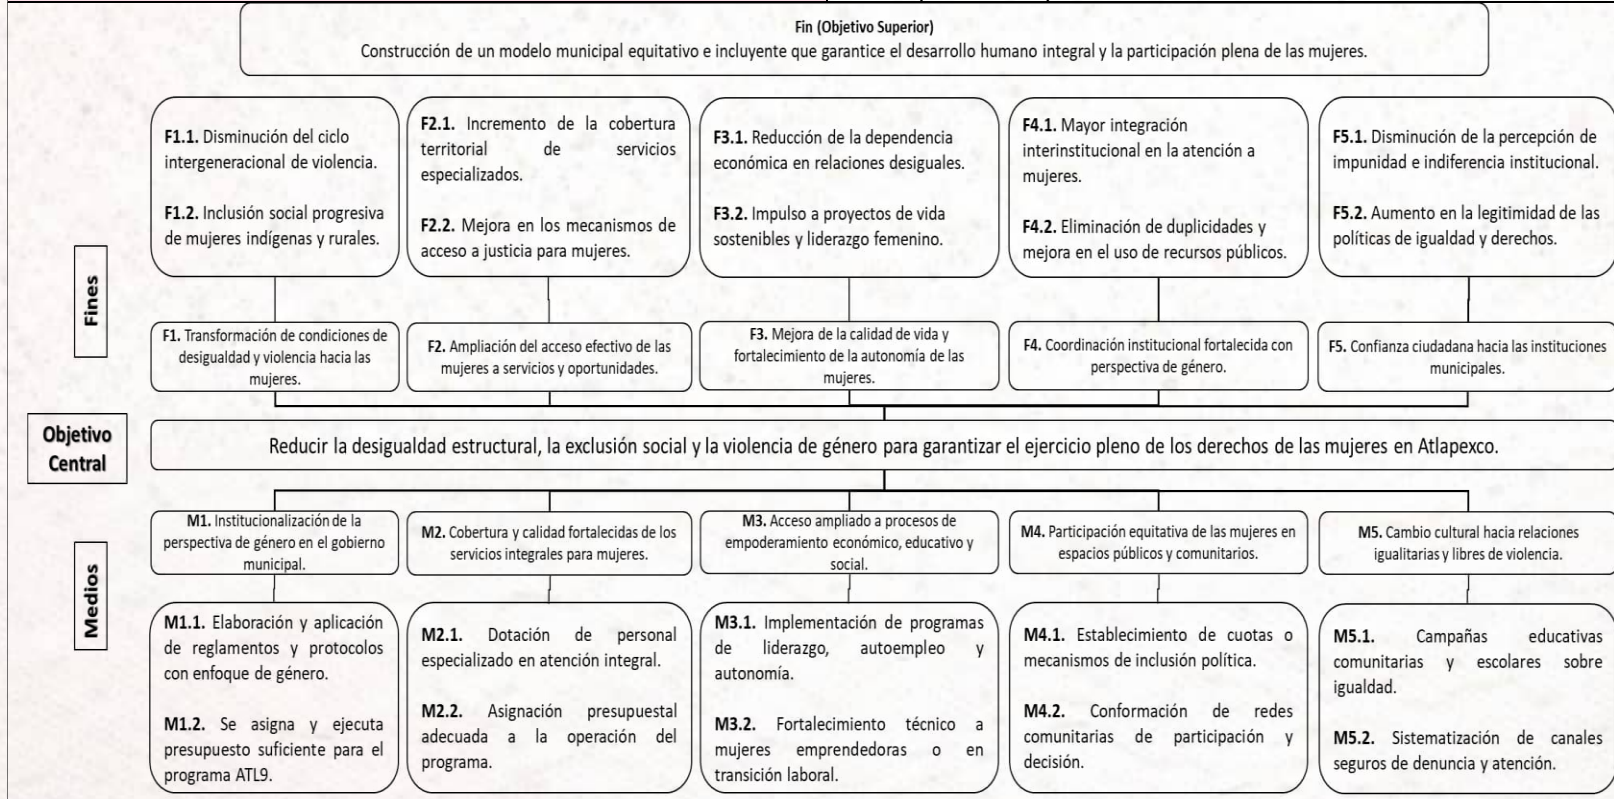 Fin (Objetivo Superior)
Construcción de un modelo municipal equitativo e incluyente que garantice el desarrollo humano integral y la participación plena de las mujeres.
F1.1. Disminución del ciclo
intergeneracional de violencia.
F1.2. Inclusión social progresiva
de mujeres indígenas y rurales.
F2.1. Incremento de la cobertura
territorial de servicios
especializados.
F2.2. Mejora en los mecanismos de
acceso a justicia para mujeres.
F3.1. Reducción de la dependencia
económica en relaciones desiguales.
F3.2. Impulso a proyectos de vida
sostenibles y liderazgo femenino.
F4.1. Mayor integración
interinstitucional en la atención a
mujeres.
F4.2. Eliminación de duplicidades y
mejora en el uso de recursos públicos.
F5.1. Disminución de la percepción de
impunidad e indiferencia institucional.
F5.2. Aumento en la legitimidad de las
políticas de igualdad y derechos.
Fines
F1. Transformación de condiciones de
desigualdad y violencia hacia las
mujeres.
F2. Ampliación del acceso efectivo de las
mujeres a servicios y oportunidades.
F3. Mejora de la calidad de vida y
fortalecimiento de la autonomía de las
mujeres.
F4. Coordinación institucional fortalecida con
perspectiva de género.
F5. Confianza ciudadana hacia las instituciones
municipales.
Objetivo
Central
Reducir la desigualdad estructural, la exclusión social y la violencia de género para garantizar el ejercicio pleno de los derechos de las mujeres en Atlapexco.
M1. Institucionalización de la
perspectiva de género en el gobierno
municipal.
M2. Cobertura y calidad fortalecidas de los
servicios integrales para mujeres.
M3. Acceso ampliado a procesos de
empoderamiento económico, educativo y
social.
M4. Participación equitativa de las mujeres en
espacios públicos y comunitarios.
M5. Cambio cultural hacia relaciones
igualitarias y libres de violencia.
Medios
M1.1. Elaboración y aplicación
de reglamentos y protocolos
con enfoque de género.
M1.2. Se asigna y ejecuta
presupuesto suficiente para el
programa ATL9.
M2.1. Dotación de personal
especializado en atención integral.
M2.2. Asignación presupuestal
adecuada a la operación del
programa.
M3.1. Implementación de programas
de liderazgo, autoempleo y
autonomía.
M3.2. Fortalecimiento técnico a
mujeres emprendedoras o en
transición laboral.
M4.1. Establecimiento de cuotas o
mecanismos de inclusión política.
M4.2. Conformación de redes
comunitarias de participación y
decisión.
M5.1. Campañas educativas
comunitarias y escolares sobre
igualdad.
M5.2. Sistematización de canales
seguros de denuncia y atención.